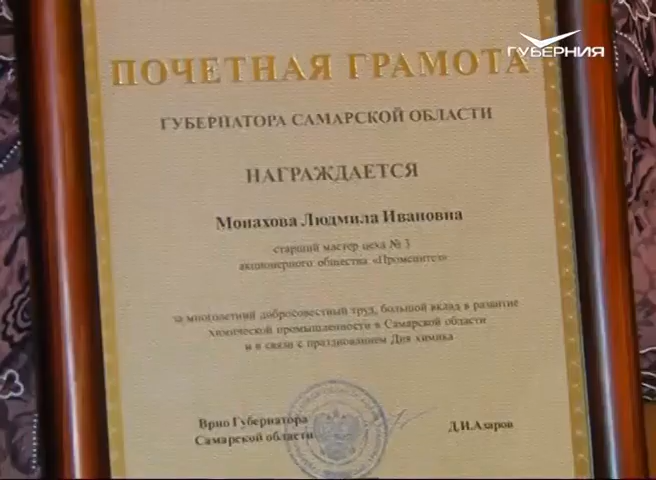 ГУБЕРНИЯ
ПОЧЕТНАЯ ГРАМОТА
ГУБЕРНАТОРА САМАРСКОЙ ОБЛАСТИ
НАГРАЖДАЕТСЯ
Монахова Людмила Ивановна
старший мастер цеха № 3
акционерного общества «Промсинтез»
за многолетний добросовестный труд, большой вклад в развитие
химической промышленности в Самарской области
и в связи с празднованием Дня химика
Врио Губернатора
Самарской области
Д.И.Азаров